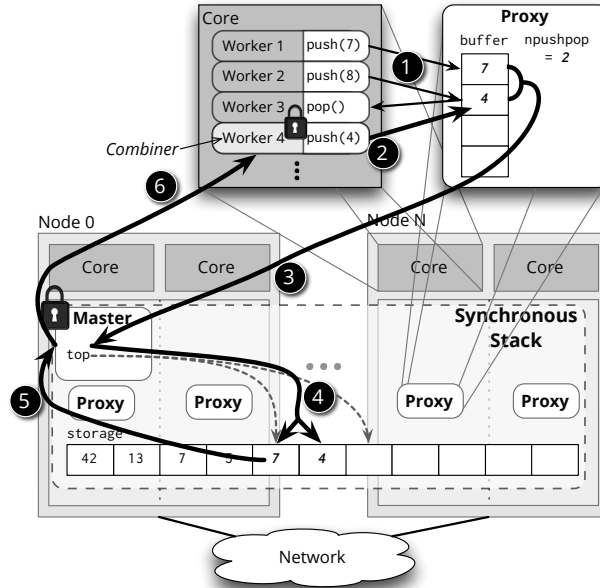 Core
Worker 1 push(7)
Worker 2 push(8)
Worker 3 pop()
Worker 4 push(4)
Combiner
Proxy
buffer npushpop
= 2
7
4
1
2
6
3
5
4
Node 0
Node N
Core Core
Core Core
Master
top
Synchronous
Stack
Proxy Proxy
Proxy Proxy
storage
42 13 7 5 7 4
Network